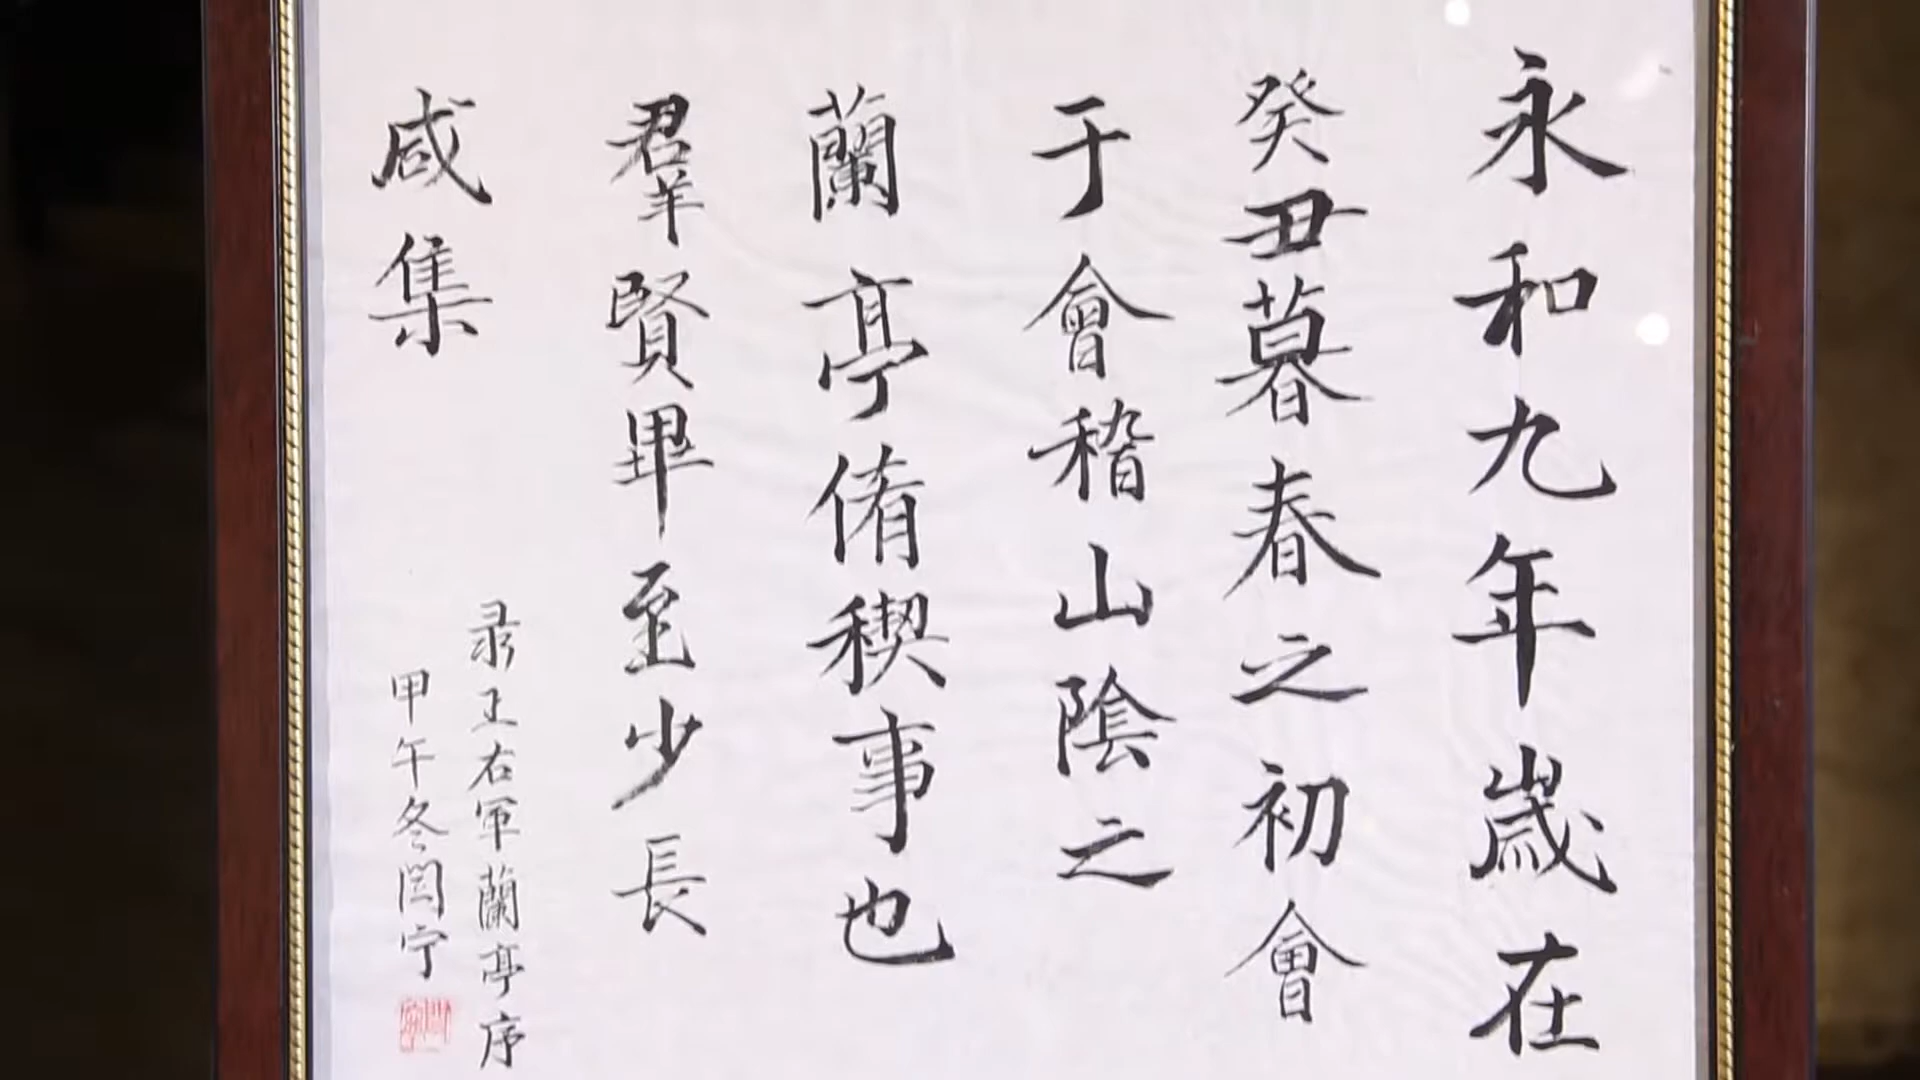 永和九年歲在
癸丑暮春之初會
于會稽山陰之
蘭亭脩稧事也
羣賢畢至少長
咸集
录王右軍蘭亭序
甲午冬闫宁